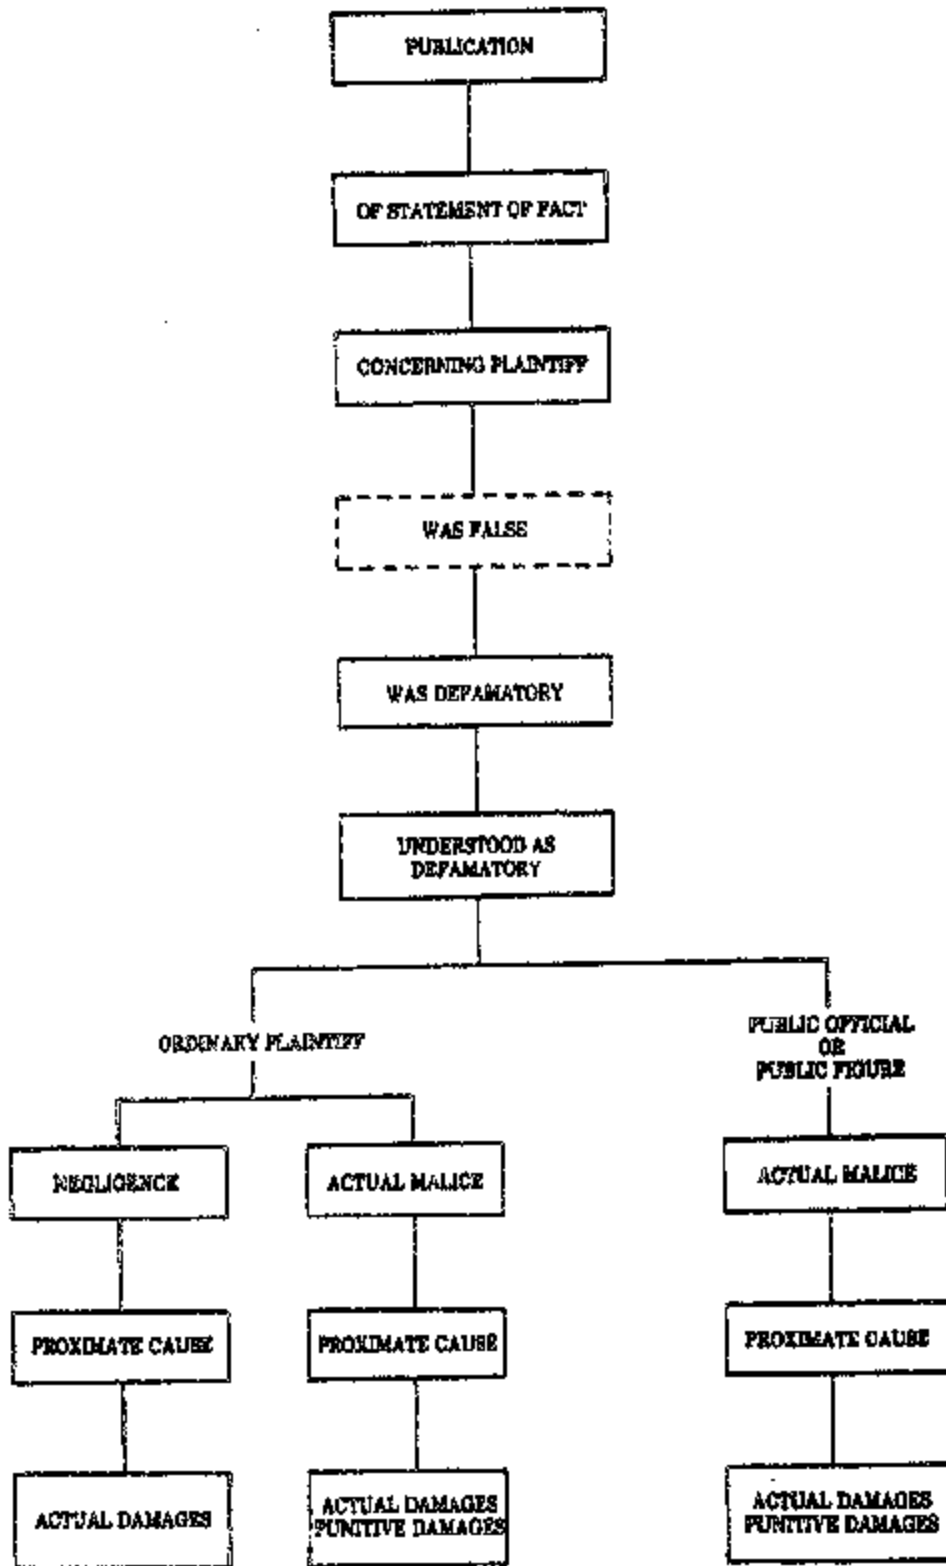 PUBLICATION
OF STATEMENT OF FACT
CONCERNING PLAINTIFF
WAS FALSE
WAS DEFAMATORY
UNDERSTOOD AS
DEFAMATORY
ORDINARY PLAINTIFF
PUBLIC OFFICIAL
OR
PUBLIC FIGURE
NEGLIGENCE
ACTUAL MALICE
ACTUAL MALICE
PROXIMATE CAUSE
PROXIMATE CAUSE
PROXIMATE CAUSE
ACTUAL DAMAGES
ACTUAL DAMAGES
PUNITIVE DAMAGES
ACTUAL DAMAGES
PUNITIVE DAMAGES